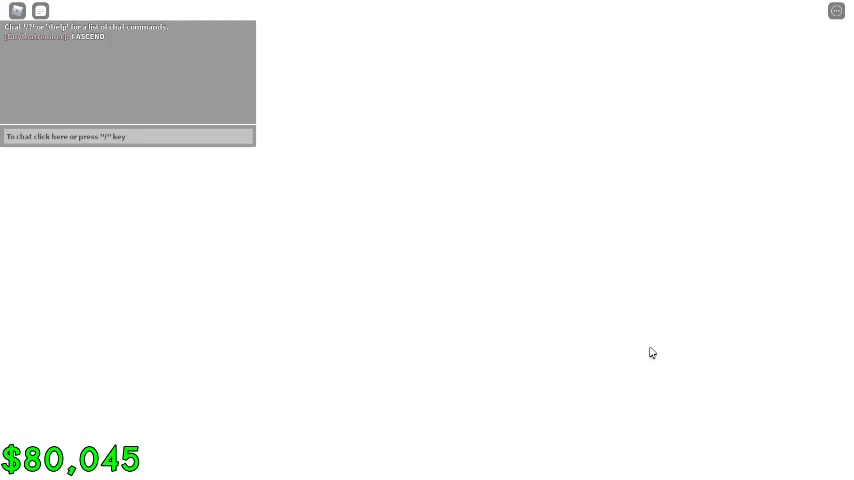 Chat '/?' or '/help' for a list of chat commands.
I ASCEND
To chat click here or press "/" key
$80,045